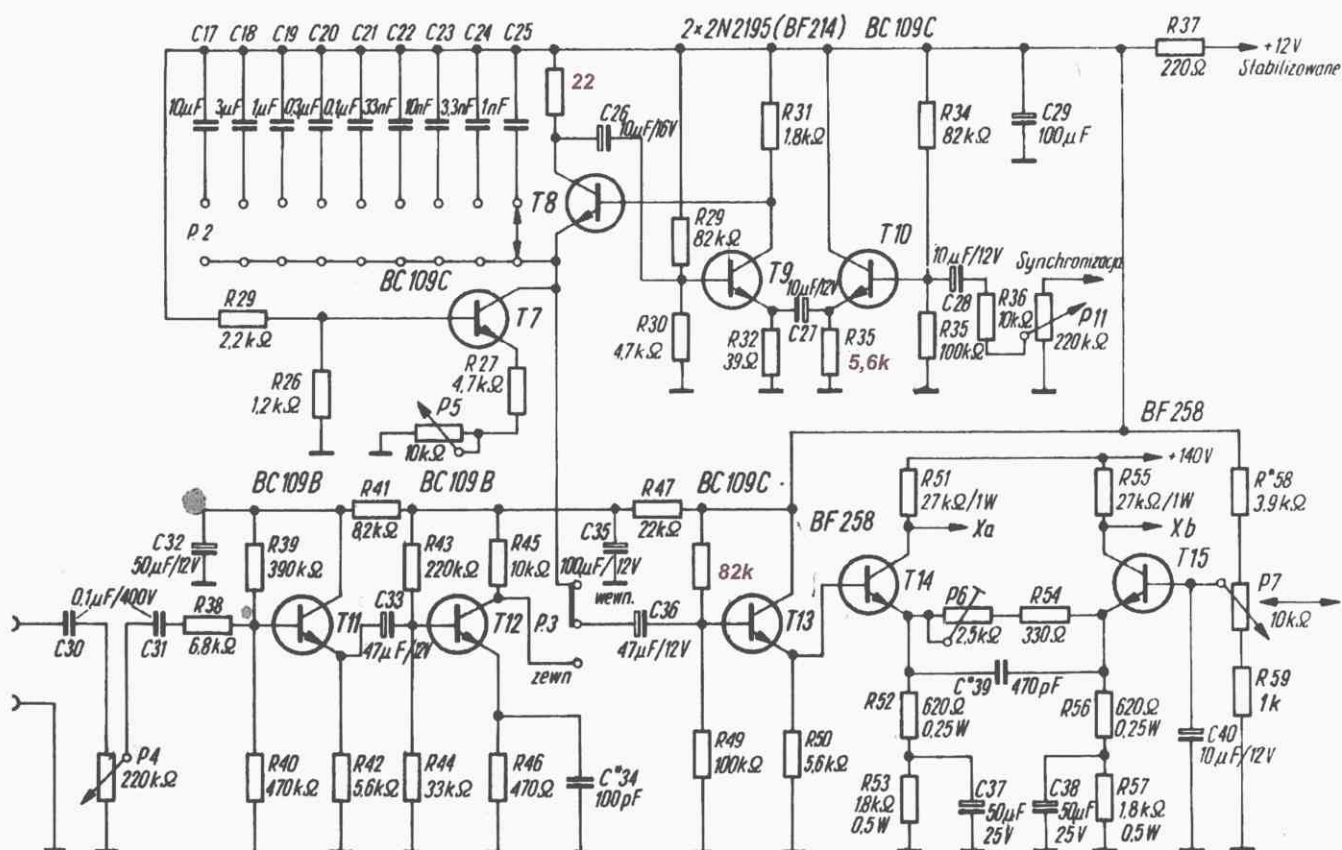 C17 C18 C19 C20 C21 C22 C23 C24 C25
2×2N2195(BF214) BC109C
R37
220Ω
+12V
Stabilizowane
10μF 3μF 1μF 0,3μF 0,1μF 33nF 10nF 3,3nF 1nF
22
C26
10μF/16V
R31
1,8kΩ
R34
82kΩ
C29
100μF
T8
P.2
BC109C
R29
82kΩ
T9
T10
10μF/12V
C27
10μF/12V
C28
Synchronizacja
R36
10kΩ
P11
220kΩ
R29
2,2kΩ
T7
R30
4,7kΩ
R32
39Ω
R35
5,6k
R35
100kΩ
R26
1,2kΩ
R27
4,7kΩ
P5
10kΩ
BF258
+140V
BC109B
R41
8,2kΩ
BC109B
R47
22kΩ
BC109C
R51
27kΩ/1W
R55
27kΩ/1W
R*58
3,9kΩ
BF258
Xa
Xb
C32
50μF/12V
R39
390kΩ
R43
220kΩ
R45
10kΩ
C35
100μF/12V
82k
T14
T15
P7
10kΩ
0,1μF/400V
C30
C31
R38
6,8kΩ
T11
C33
47μF/12V
T12
P.3
wewn.
zewn
C36
47μF/12V
T13
P6
2,5kΩ
R54
330Ω
C*39
470pF
R59
1k
R52
620Ω
0,25W
R56
620Ω
0,25W
C40
10μF/12V
P4
220kΩ
R40
470kΩ
R42
5,6kΩ
R44
33kΩ
R46
470Ω
C*34
100pF
R49
100kΩ
R50
5,6kΩ
R53
1,8kΩ
0,5W
C37
50μF
25V
C38
50μF
25V
R57
1,8kΩ
0,5W